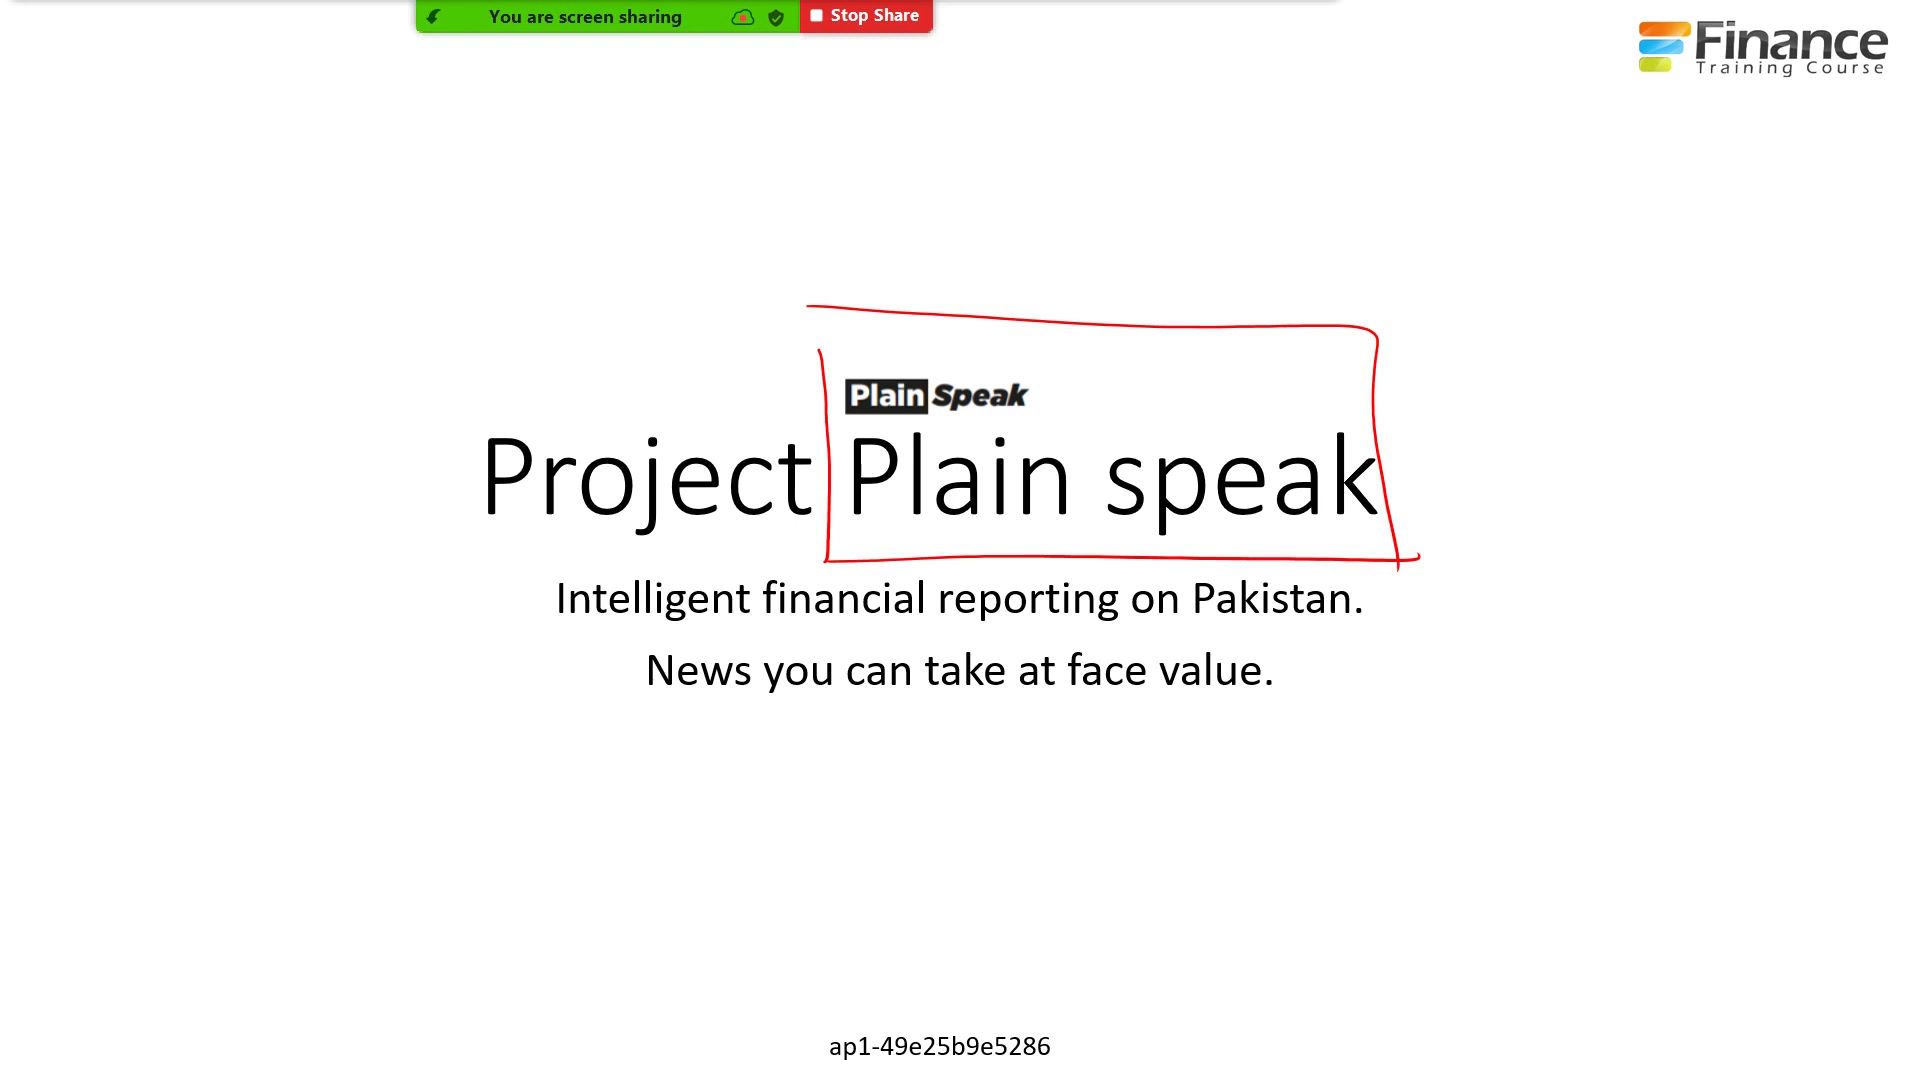 You are screen sharing
Stop Share
Finance
Training Course
Plain Speak
Project Plain speak
Intelligent financial reporting on Pakistan.
News you can take at face value.
ap1-49e25b9e5286